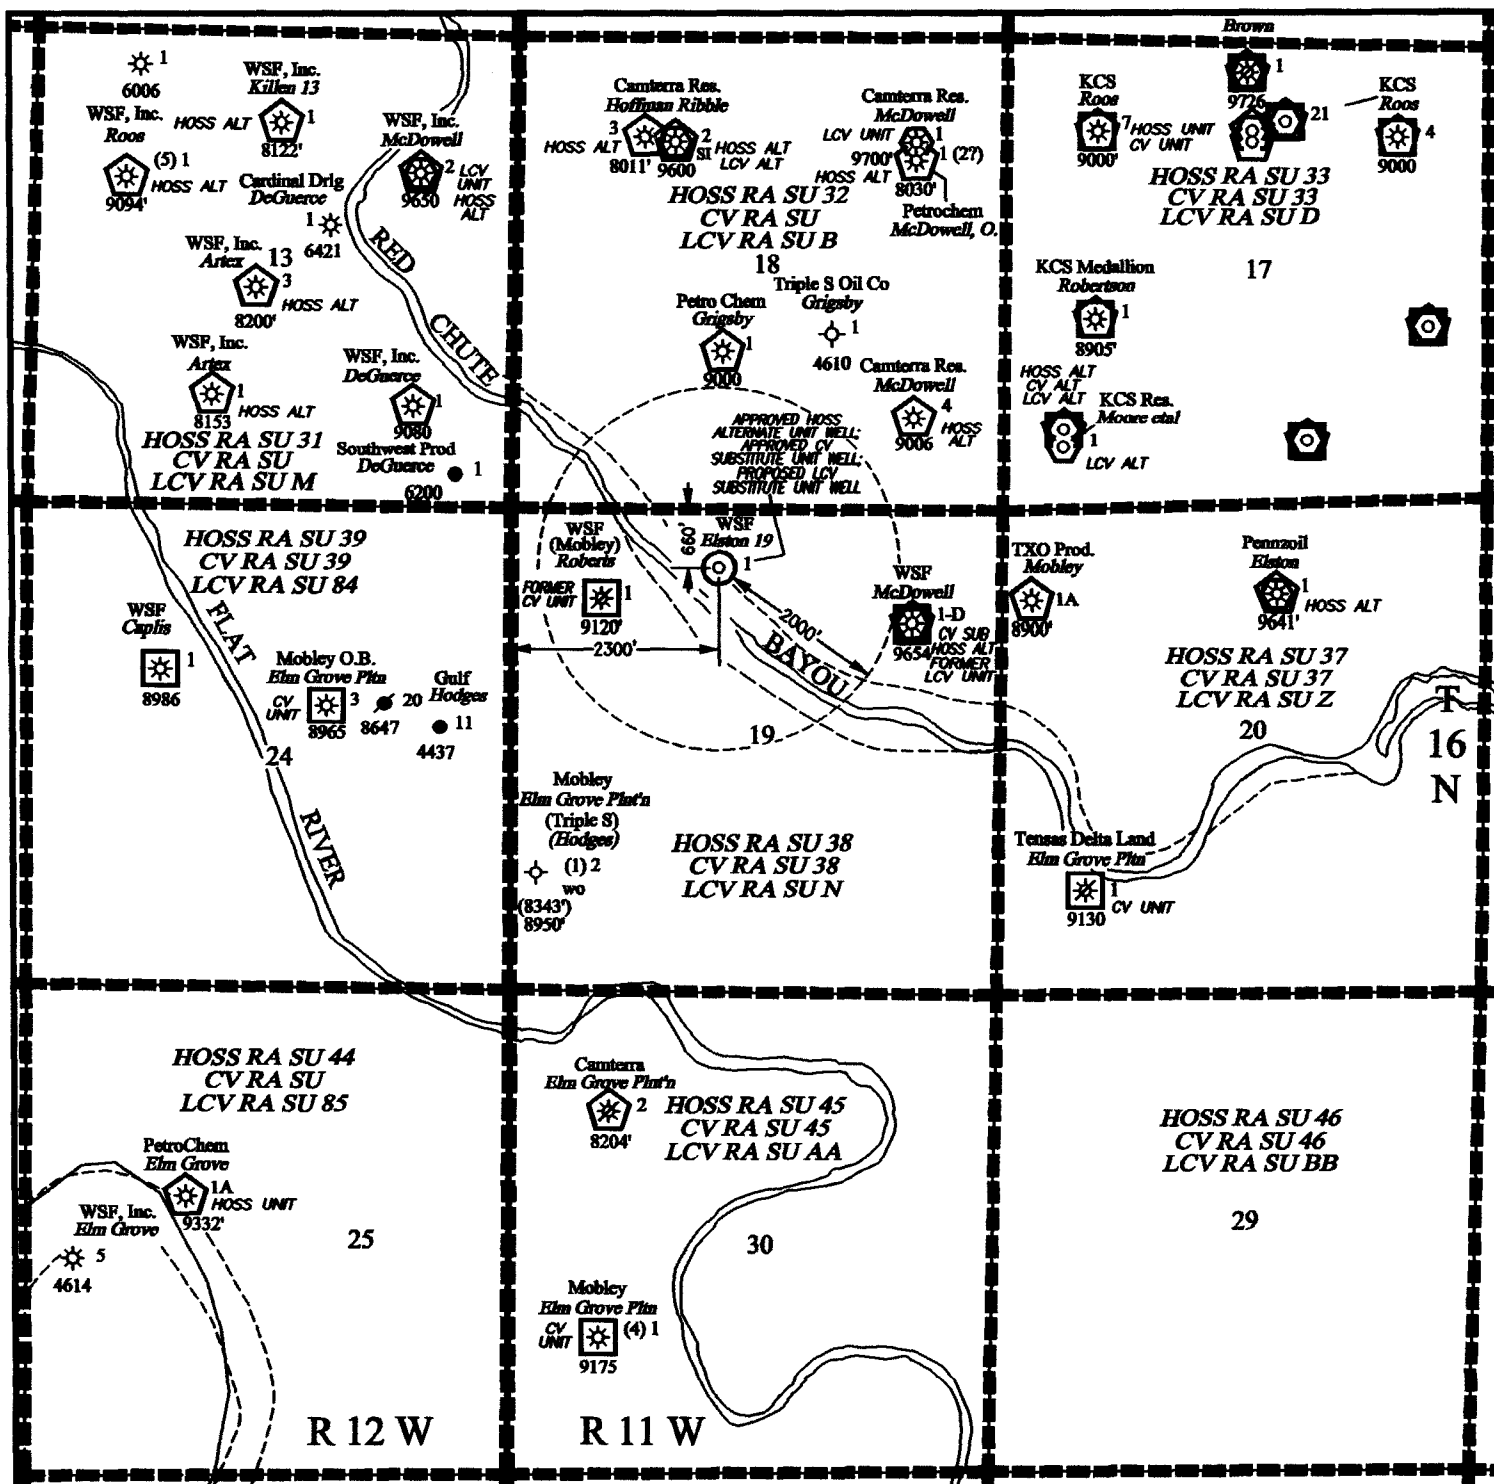 1
6006
WSF, Inc.
Killen 13
HOSS ALT
1
8122'
WSF, Inc.
Roos
(5) 1
HOSS ALT
9094'
WSF, Inc.
McDowell
2 LCV
UNIT
HOSS
ALT
9650
Cardinal Drlg
DeGuerce
1
6421
WSF, Inc.
Artex
13
3
HOSS ALT
8200'
WSF, Inc.
Artex
1
HOSS ALT
8153
WSF, Inc.
DeGuerce
1
9080
Southwest Prod
DeGuerce
1
6200
HOSS RA SU 31
CV RA SU
LCV RA SU M
RED
CHUTE
BAYOU
Camterra Res.
Hoffman Ribble
3
HOSS ALT
8011'
2
SI
HOSS ALT
LCV ALT
9600
Camterra Res.
McDowell
LCV UNIT
1
9700'
1 (2?)
HOSS ALT
8030'
Petrochem
McDowell, O.
HOSS RA SU 32
CV RA SU
LCV RA SU B
18
Petro Chem
Grigsby
1
9000
Triple S Oil Co
Grigsby
1
4610
Camterra Res.
McDowell
4
HOSS
ALT
9006
APPROVED HOSS
ALTERNATE UNIT WELL;
APPROVED CV
SUBSTITUTE UNIT WELL;
PROPOSED LCV
SUBSTITUTE UNIT WELL
Brown
1
9726
KCS
Roos
7
HOSS UNIT
CV UNIT
9000'
21
KCS
Roos
4
9000
HOSS RA SU 33
CV RA SU 33
LCV RA SU D
17
KCS Medallion
Robertson
1
8905'
HOSS ALT
CV ALT
LCV ALT
KCS Res.
Moore etal
1
LCV ALT
HOSS RA SU 39
CV RA SU 39
LCV RA SU 84
FLAT
RIVER
WSF
Caplis
1
8986
Mobley O.B.
Elm Grove Pltn
CV
UNIT
3
8965
20
8647
Gulf
Hodges
11
4437
24
WSF
(Mobley)
Roberts
FORMER
CV UNIT
1
9120'
660'
WSF
Elston 19
1
2000'
2300'
WSF
McDowell
1-D
CV SUB
HOSS ALT
FORMER
LCV UNIT
9654
19
Mobley
Elm Grove Plnt'n
(Triple S)
(Hodges)
(1) 2
wo
(8343')
8950'
HOSS RA SU 38
CV RA SU 38
LCV RA SU N
TXO Prod.
Mobley
1A
8900'
Pennzoil
Elston
1
HOSS ALT
9641'
HOSS RA SU 37
CV RA SU 37
LCV RA SU Z
20
T
16
N
Tensas Delta Land
Elm Grove Pltn
1
CV UNIT
9130
HOSS RA SU 44
CV RA SU
LCV RA SU 85
PetroChem
Elm Grove
1A
HOSS UNIT
9332'
WSF, Inc.
Elm Grove
5
4614
25
R 12 W
Camterra
Elm Grove Plnt'n
2
8204'
HOSS RA SU 45
CV RA SU 45
LCV RA SU AA
30
Mobley
Elm Grove Pltn
CV
UNIT
(4) 1
9175
R 11 W
HOSS RA SU 46
CV RA SU 46
LCV RA SU BB
29